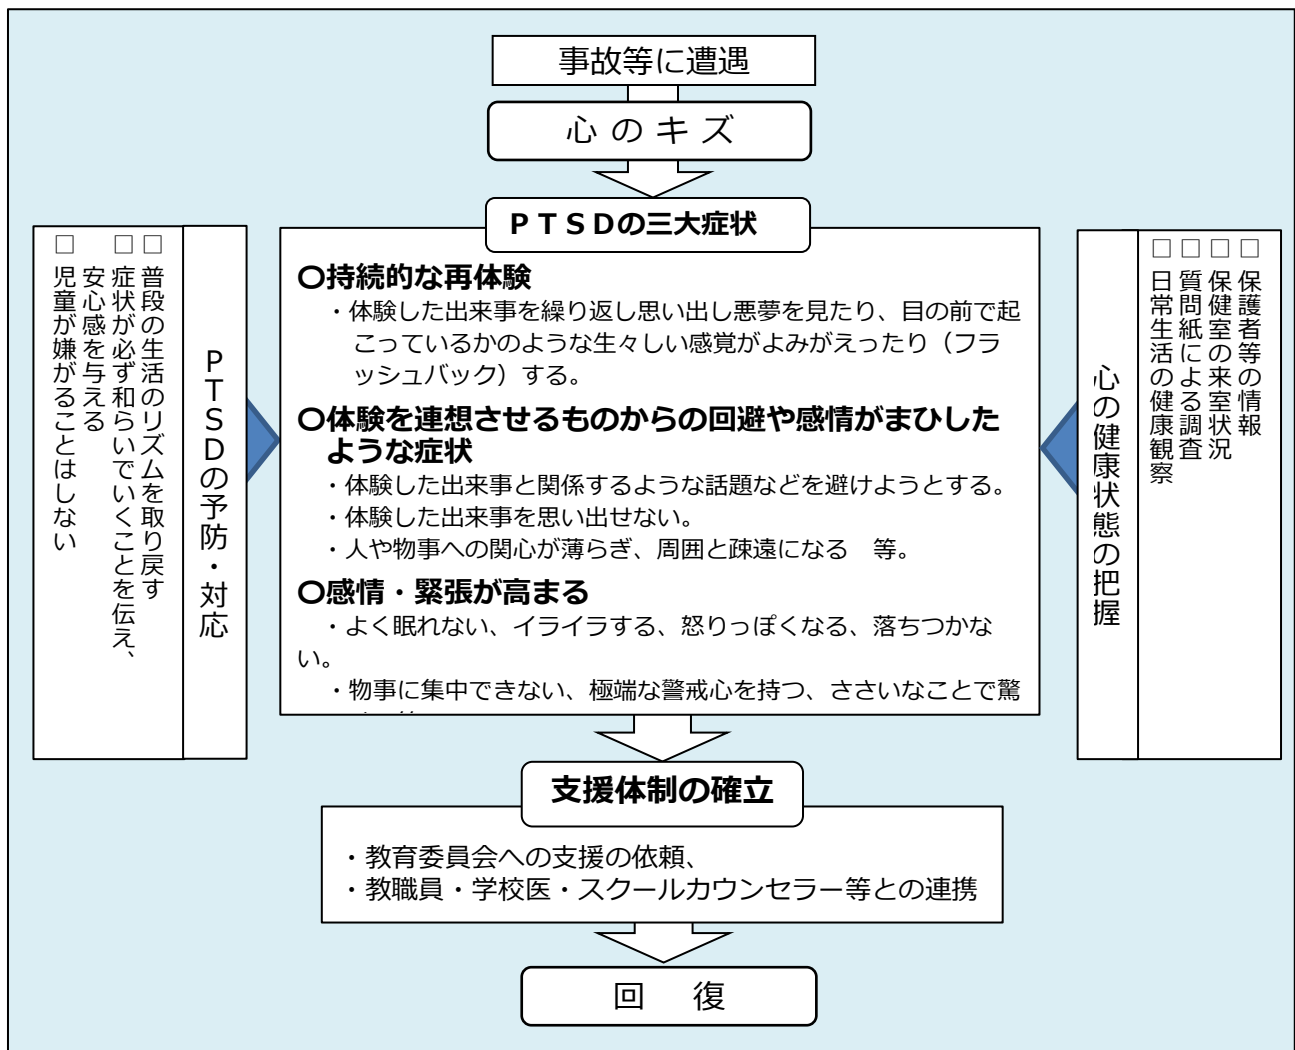 事故等に遭遇
心のキズ
PTSDの三大症状
〇持続的な再体験
・体験した出来事を繰り返し思い出し悪夢を見たり、目の前で起
こっているかのような生々しい感覚がよみがえったり（フラ
ッシュバック）する。
〇体験を連想させるものからの回避や感情がまひした
ような症状
・体験した出来事と関係するような話題などを避けようとする。
・体験した出来事を思い出せない。
・人や物事への関心が薄らぎ、周囲と疎遠になる　等。
〇感情・緊張が高まる
・よく眠れない、イライラする、怒りっぽくなる、落ちつかな
い。
・物事に集中できない、極端な警戒心を持つ、ささいなことで驚
PTSDの予防・対応
□ 普段の生活のリズムを取り戻す
□ 症状が必ず和らいでいくことを伝え、
安心感を与える
□ 児童が嫌がることはしない
心の健康状態の把握
□ 保護者等の情報
□ 保健室の来室状況
□ 質問紙による調査
□ 日常生活の健康観察
支援体制の確立
・教育委員会への支援の依頼、
・教職員・学校医・スクールカウンセラー等との連携
回　復